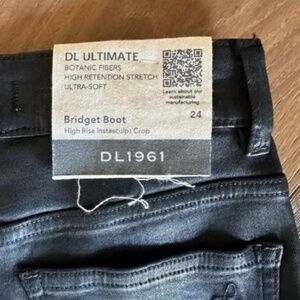 DL ULTIMATE
BOTANIC FIBERS
HIGH RETENTION STRETCH
ULTRA-SOFT
Learn about our
sustainable
manufacturing.
Bridget Boot
24
High Rise Instasculpt Crop
DL1961